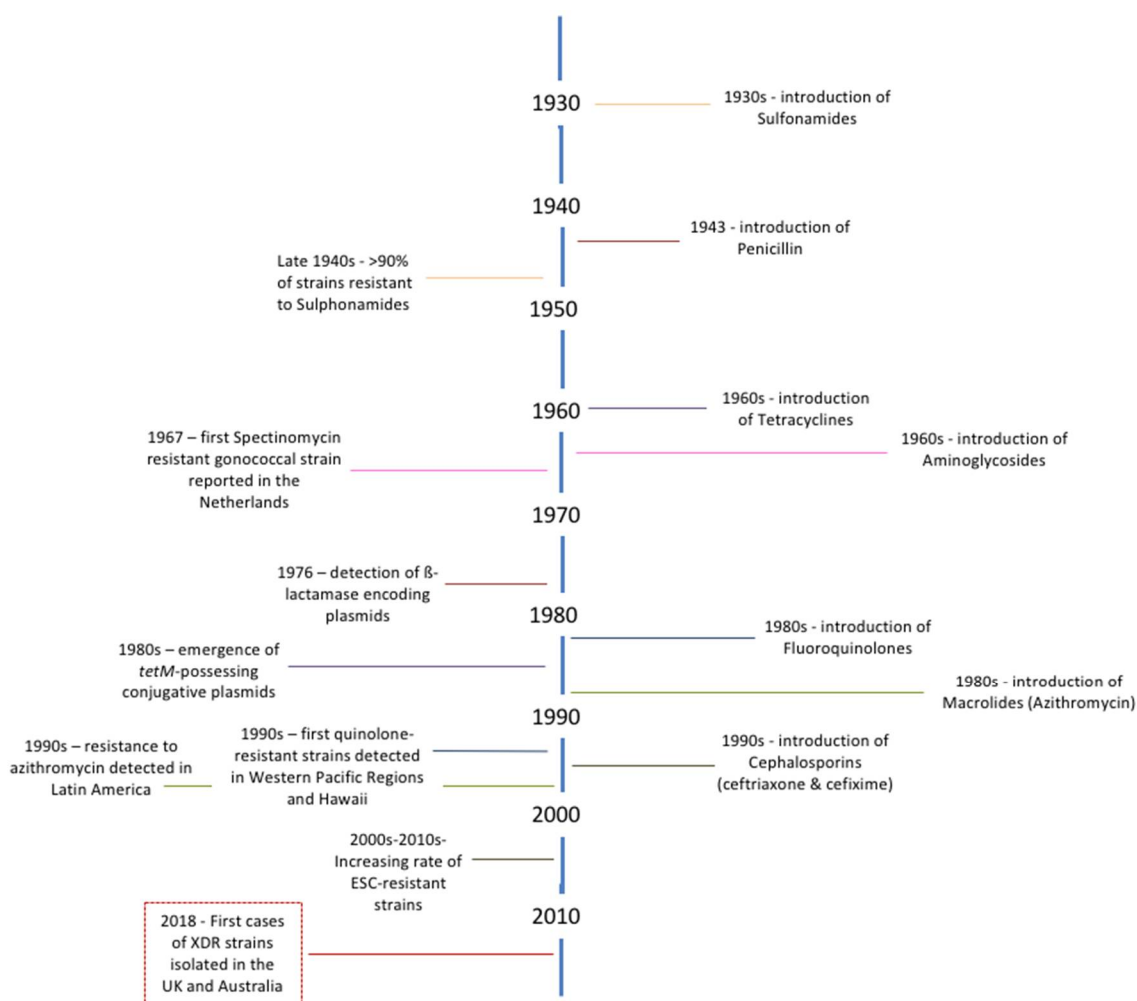 1930
1930s - introduction of
Sulfonamides
1940
1943 - introduction of
Penicillin
Late 1940s - >90%
of strains resistant
to Sulphonamides
1950
1960
1960s - introduction
of Tetracyclines
1967 – first Spectinomycin
resistant gonococcal strain
reported in the
Netherlands
1960s - introduction of
Aminoglycosides
1970
1976 – detection of ß-
lactamase encoding
plasmids
1980
1980s - introduction of
Fluoroquinolones
1980s – emergence of
tetM-possessing
conjugative plasmids
1980s - introduction of
Macrolides (Azithromycin)
1990
1990s – resistance to
azithromycin detected in
Latin America
1990s – first quinolone-
resistant strains detected
in Western Pacific Regions
and Hawaii
1990s - introduction of
Cephalosporins
(ceftriaxone & cefixime)
2000
2000s-2010s-
Increasing rate of
ESC-resistant
strains
2010
2018 - First cases
of XDR strains
isolated in the
UK and Australia